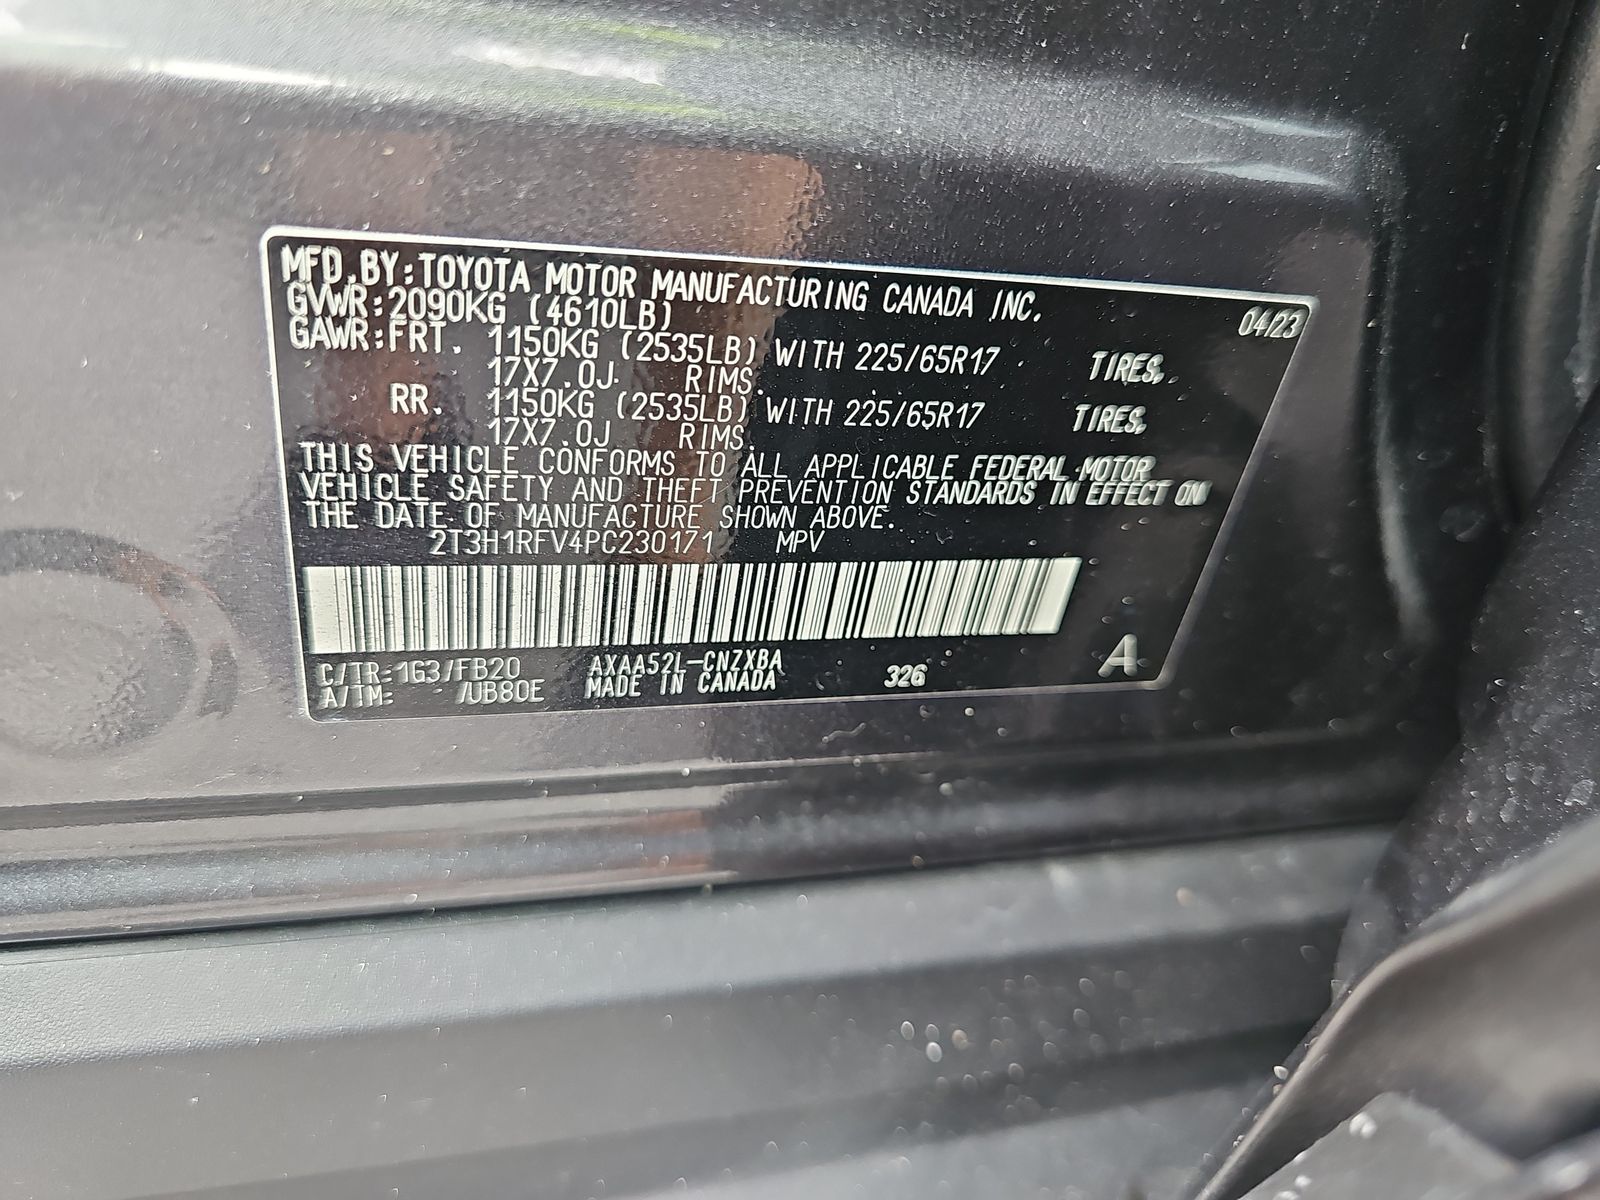 MFD.BY:TOYOTA MOTOR MANUFACTURING CANADA INC.
04/23
GVWR:2090KG (4610LB)
GAWR:FRT. 1150KG (2535LB) WITH 225/65R17 TIRES,
17X7.0J RIMS.
RR. 1150KG (2535LB) WITH 225/65R17 TIRES,
17X7.0J RIMS.
THIS VEHICLE CONFORMS TO ALL APPLICABLE FEDERAL MOTOR
VEHICLE SAFETY AND THEFT PREVENTION STANDARDS IN EFFECT ON
THE DATE OF MANUFACTURE SHOWN ABOVE.
2T3H1RFV4PC230171 MPV
C/TR:1G3/FB20 AXAA52L-CNZXBA 326 A
A/TM: /UB80E MADE IN CANADA